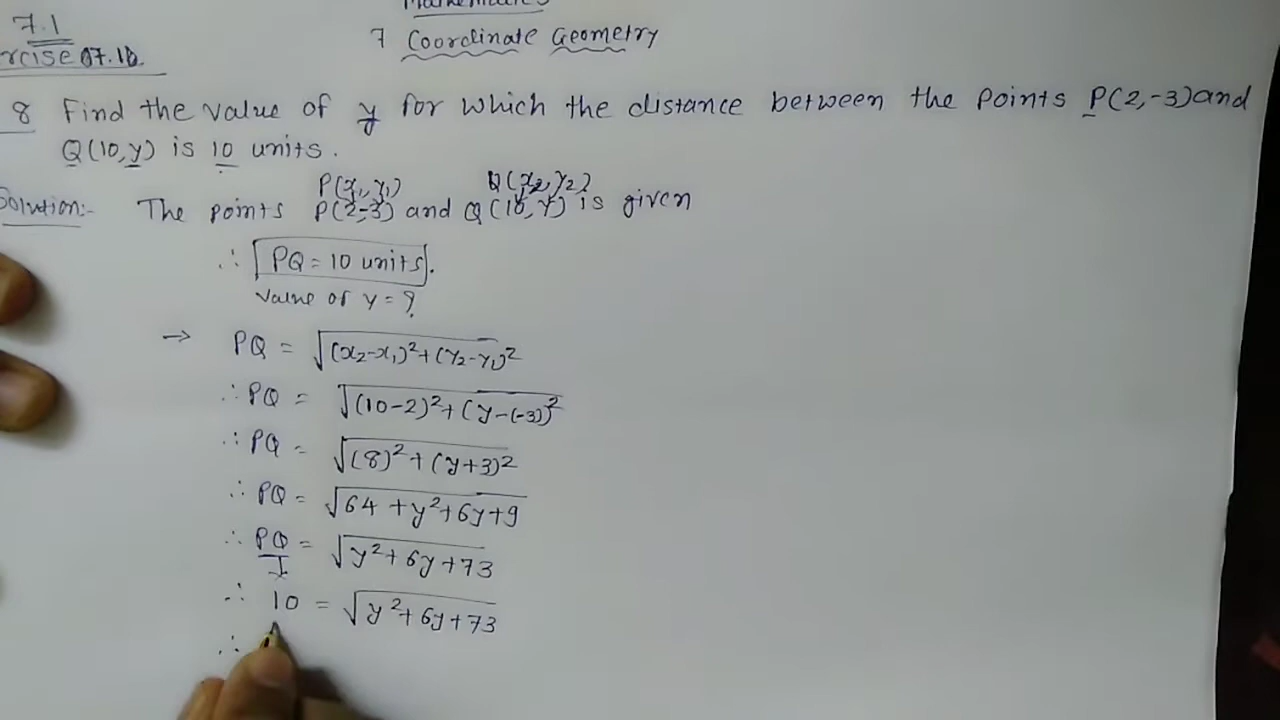 7.1
7 Coordinate Geometry
rcise 07.1
8 Find the value of y for which the distance between the points P(2,-3) and
Q(10,y) is 10 units.
P(x₁,y₁) Q(x₂,y₂)
Solution:- The points P(2-3) and Q(10,y) is given
∴ PQ = 10 units.
Value of y = ?
→ PQ = √(x₂-x₁)²+(y₂-y₁)²
∴ PQ = √(10-2)²+(y-(-3)²
∴ PQ = √(8)²+(y+3)²
∴ PQ = √64+y²+6y+9
∴ PQ = √y²+6y+73
∴ 10 = √y²+6y+73
∴